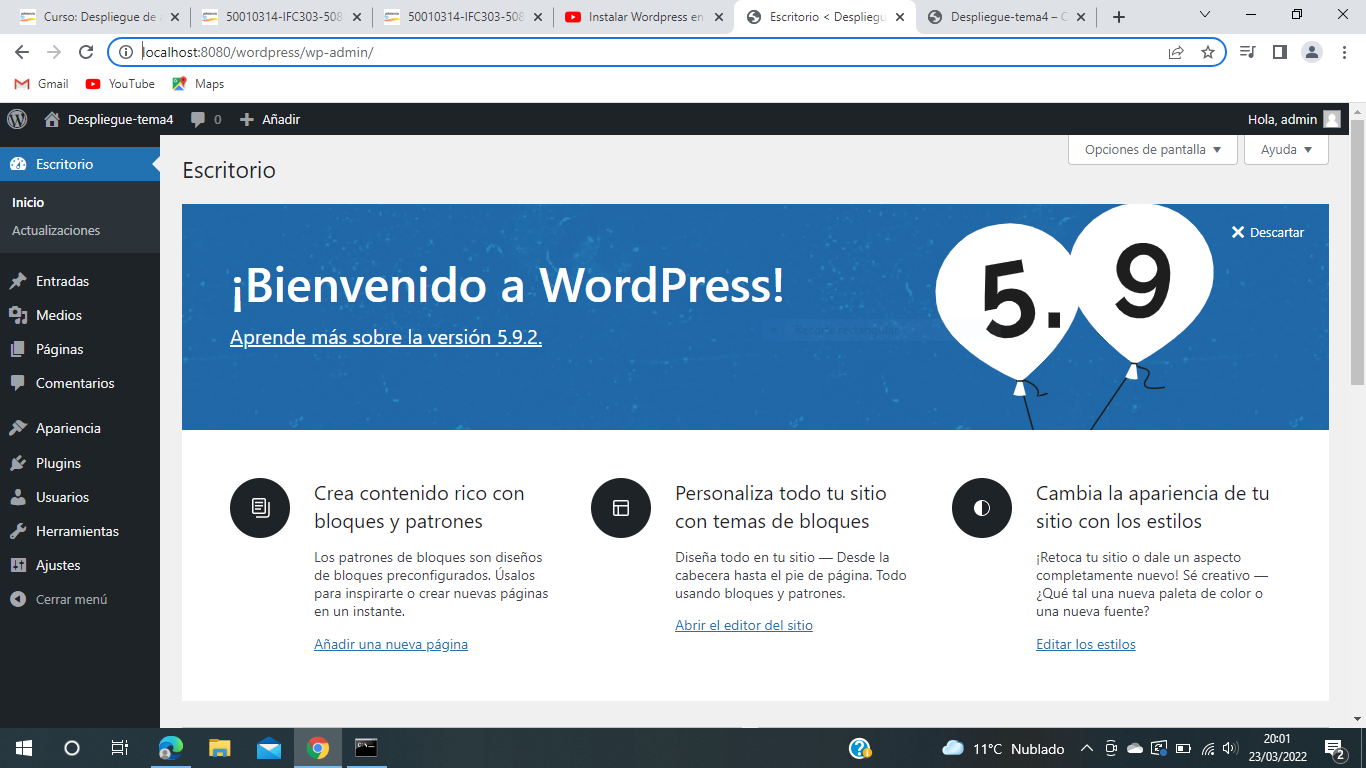 Curso: Despliegue de
50010314-IFC303-508
50010314-IFC303-508
Instalar Wordpress en
Escritorio < Despliegu
Despliegue-tema4 – C
localhost:8080/wordpress/wp-admin/
Gmail
YouTube
Maps
Despliegue-tema4
0
Añadir
Hola, admin
Escritorio
Inicio
Actualizaciones
Entradas
Medios
Páginas
Comentarios
Apariencia
Plugins
Usuarios
Herramientas
Ajustes
Cerrar menú
Opciones de pantalla
Ayuda
Escritorio
Descartar
¡Bienvenido a WordPress!
Aprende más sobre la versión 5.9.2.
5.9
Crea contenido rico con
bloques y patrones
Los patrones de bloques son diseños
de bloques preconfigurados. Úsalos
para inspirarte o crear nuevas páginas
en un instante.
Añadir una nueva página
Personaliza todo tu sitio
con temas de bloques
Diseña todo en tu sitio — Desde la
cabecera hasta el pie de página. Todo
usando bloques y patrones.
Abrir el editor del sitio
Cambia la apariencia de tu
sitio con los estilos
¡Retoca tu sitio o dale un aspecto
completamente nuevo! Sé creativo —
¿Qué tal una nueva paleta de color o
una nueva fuente?
Editar los estilos
11°C Nublado
20:01
23/03/2022
2